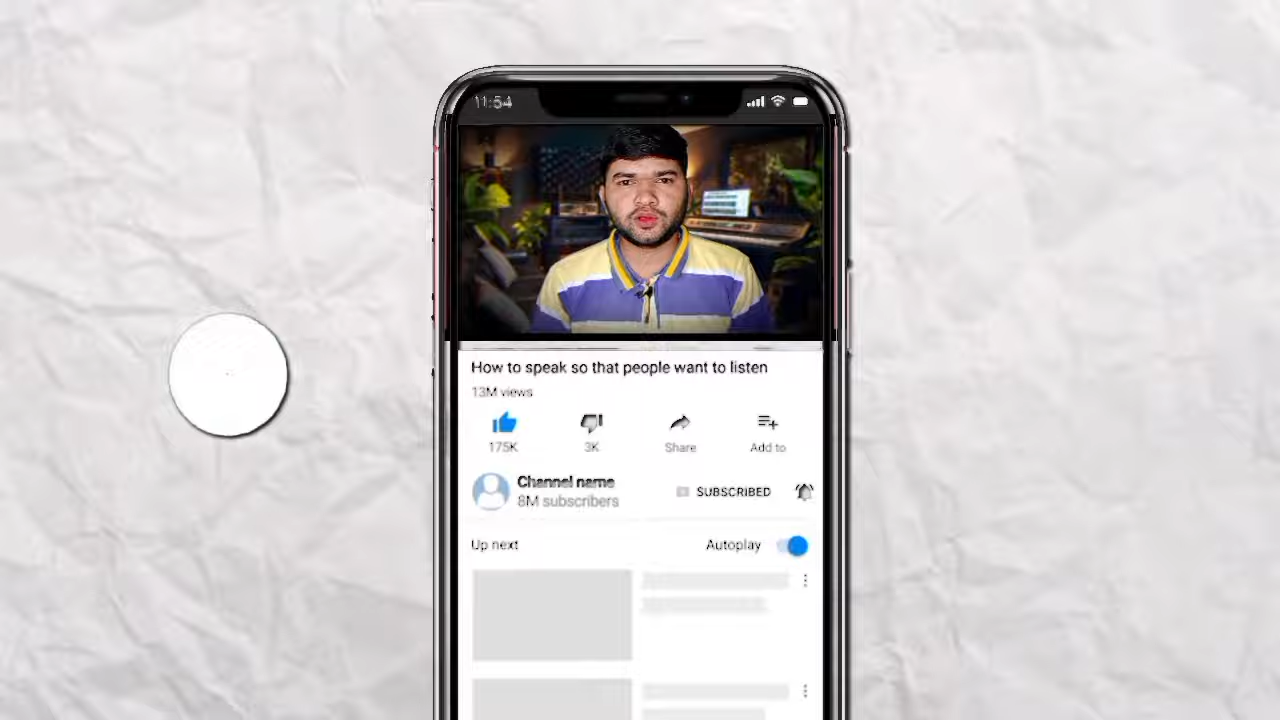 11:54
How to speak so that people want to listen
13M views
175K
3K
Share
Add to
Channel name
8M subscribers
SUBSCRIBED
Up next
Autoplay